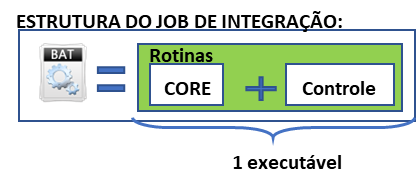 ESTRUTURA DO JOB DE INTEGRAÇÃO:
BAT
=
Rotinas
CORE + Controle
1 executável